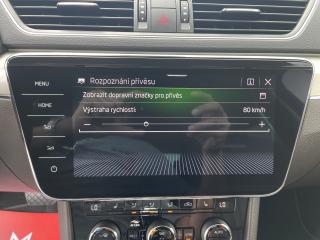 MENU
Rozpoznání přívěsu
Zobrazit dopravní značky pro přívěs
HOME
Výstraha rychlosti:
80 km/h